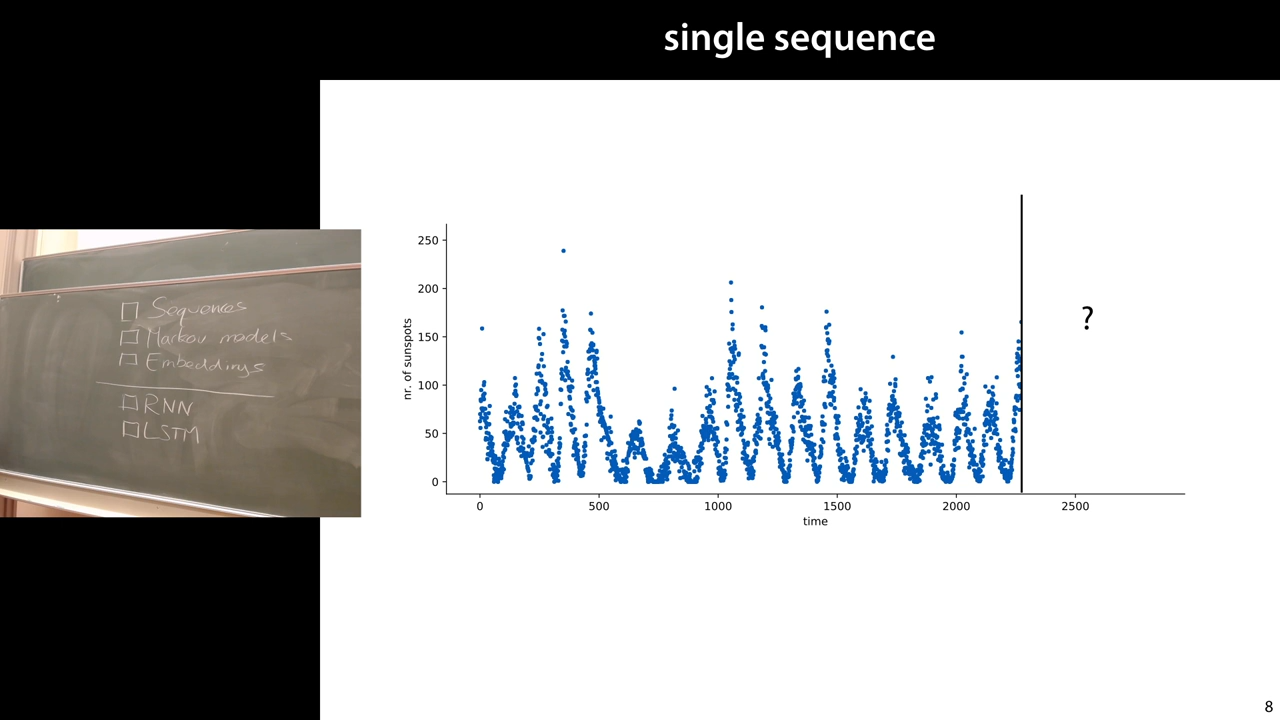 single sequence
Sequences
Markov models
Embeddings
RNN
LSTM
nr. of sunspots
250
200
150
100
50
0
0 500 1000 1500 2000 2500
time
?
8